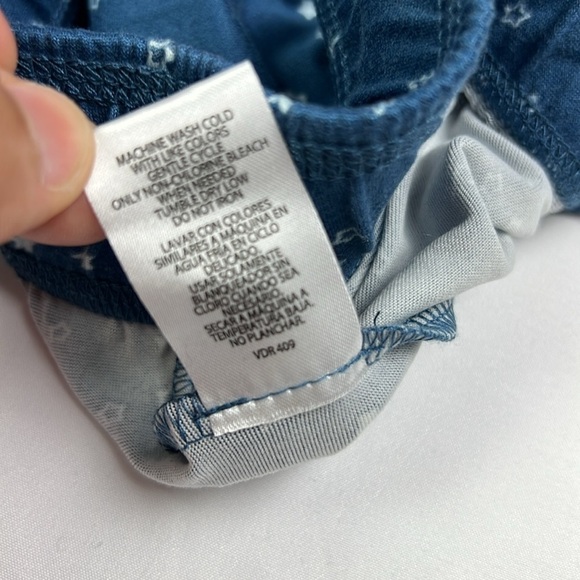 MACHINE WASH COLD
WITH LIKE COLORS
GENTLE CYCLE
ONLY NON-CHLORINE BLEACH
WHEN NEEDED
TUMBLE DRY LOW
DO NOT IRON
LAVAR CON COLORES
SIMILARES A MAQUINA EN
AGUA FRIA EN CICLO
DELICADO.
USAR SOLAMENTE
BLANQUEADOR SIN
CLORO CUANDO SEA
NECESARIO.
SECAR A MAQUINA A
TEMPERATURA BAJA.
NO PLANCHAR.
VDR 409